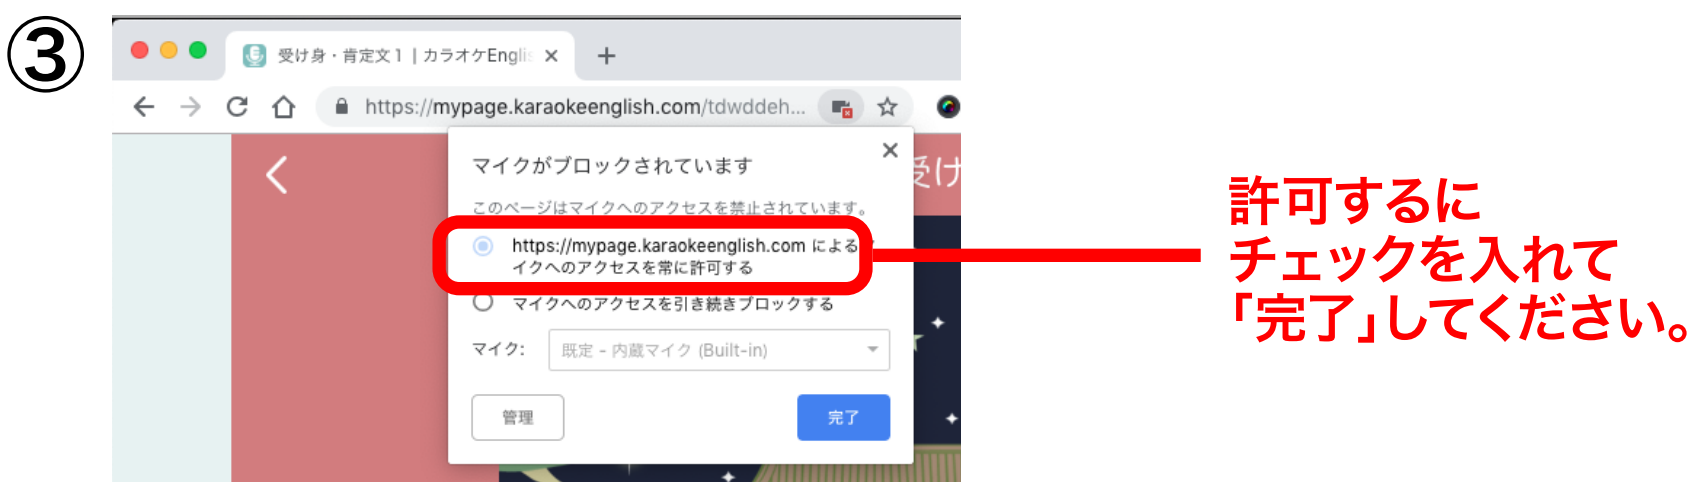 ③
受け身・肯定文1 | カラオケEnglis
https://mypage.karaokeenglish.com/tdwddeh...
受け
マイクがブロックされています
このページはマイクへのアクセスを禁止されています。
https://mypage.karaokeenglish.com による
イクへのアクセスを常に許可する
マイクへのアクセスを引き続きブロックする
マイク:
既定 - 内蔵マイク (Built-in)
管理
完了
許可するに
チェックを入れて
「完了」してください。